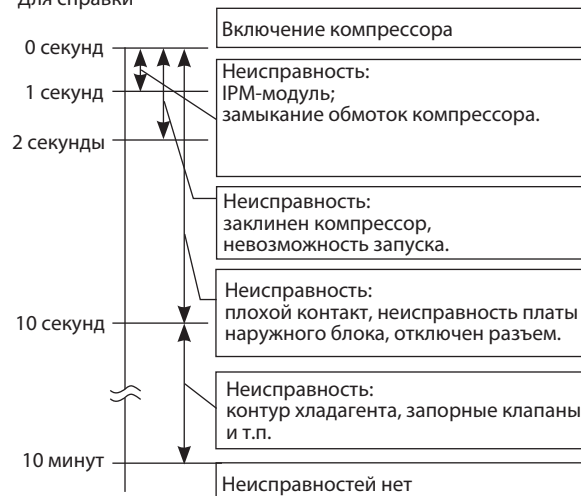 Для справки
Включение компрессора
0 секунд
Неисправность:
IPM-модуль;
замыкание обмоток компрессора.
1 секунд
2 секунды
Неисправность:
заклинен компрессор,
невозможность запуска.
Неисправность:
плохой контакт, неисправность платы
наружного блока, отключен разъем.
10 секунд
Неисправность:
контур хладагента, запорные клапаны
и т.п.
10 минут
Неисправностей нет